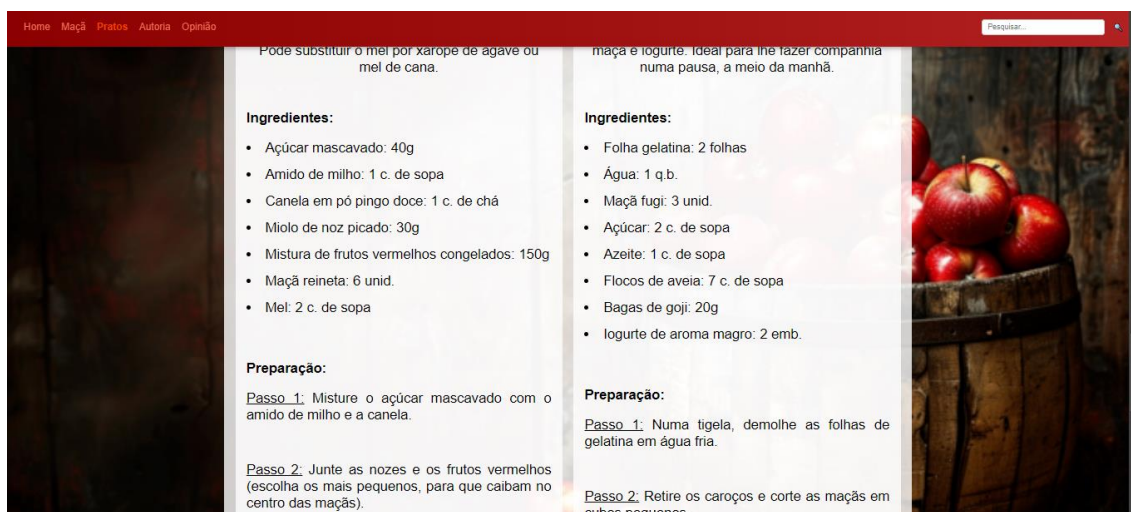 Home Maçã Pratos Autoria Opinião
Pesquisar...
Pode substituir o mel por xarope de agave ou
mel de cana.
Ingredientes:
• Açúcar mascavado: 40g
• Amido de milho: 1 c. de sopa
• Canela em pó pingo doce: 1 c. de chá
• Miolo de noz picado: 30g
• Mistura de frutos vermelhos congelados: 150g
• Maçã reineta: 6 unid.
• Mel: 2 c. de sopa
Preparação:
Passo 1: Misture o açúcar mascavado com o
amido de milho e a canela.
Passo 2: Junte as nozes e os frutos vermelhos
(escolha os mais pequenos, para que caibam no
centro das maçãs).
maçã e iogurte. Ideal para lhe fazer companhia
numa pausa, a meio da manhã.
Ingredientes:
• Folha gelatina: 2 folhas
• Água: 1 q.b.
• Maçã fugi: 3 unid.
• Açúcar: 2 c. de sopa
• Azeite: 1 c. de sopa
• Flocos de aveia: 7 c. de sopa
• Bagas de goji: 20g
• Iogurte de aroma magro: 2 emb.
Preparação:
Passo 1: Numa tigela, demolhe as folhas de
gelatina em água fria.
Passo 2: Retire os caroços e corte as maçãs em
cubos pequenos.